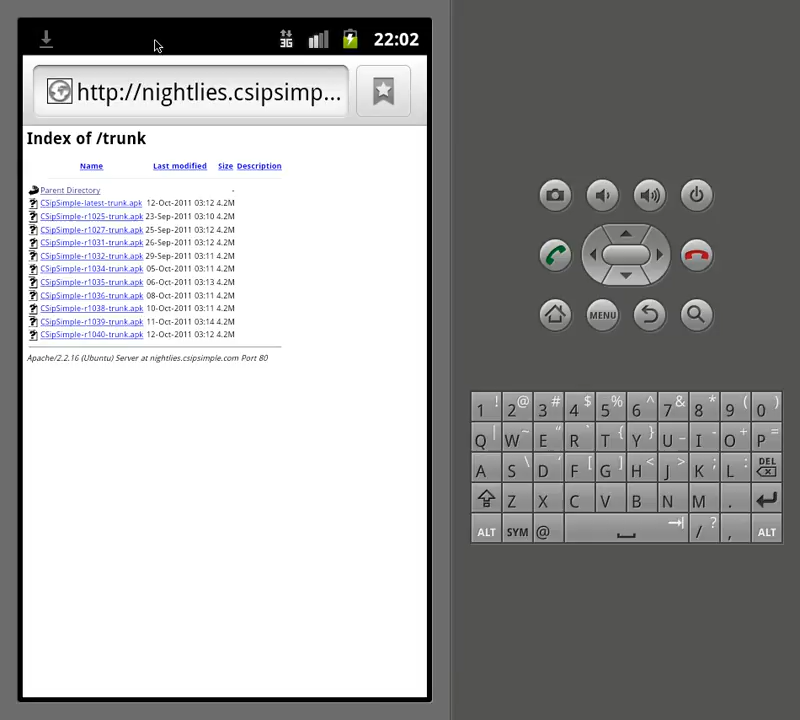 3G 22:02
http://nightlies.csipsimp...
Index of /trunk
Name Last modified Size Description
Parent Directory -
CSipSimple-latest-trunk.apk 12-Oct-2011 03:12 4.2M
CSipSimple-r1025-trunk.apk 23-Sep-2011 03:10 4.2M
CSipSimple-r1027-trunk.apk 25-Sep-2011 03:12 4.2M
CSipSimple-r1031-trunk.apk 26-Sep-2011 03:12 4.2M
CSipSimple-r1032-trunk.apk 29-Sep-2011 03:11 4.2M
CSipSimple-r1034-trunk.apk 05-Oct-2011 03:11 4.2M
CSipSimple-r1035-trunk.apk 06-Oct-2011 03:13 4.2M
CSipSimple-r1036-trunk.apk 08-Oct-2011 03:11 4.2M
CSipSimple-r1038-trunk.apk 10-Oct-2011 03:11 4.2M
CSipSimple-r1039-trunk.apk 11-Oct-2011 03:14 4.2M
CSipSimple-r1040-trunk.apk 12-Oct-2011 03:12 4.2M
Apache/2.2.16 (Ubuntu) Server at nightlies.csipsimple.com Port 80
MENU
1 ! 2 @ 3 # 4 $ 5 % 6 ^ 7 & 8 * 9 ( 0 )
Q | W ~ E " R ` T { Y } U _ I - O + P =
A S \ D ' F [ G ] H < J > K ; L : DEL
Z X C V B N M .
ALT SYM @ / ? , ALT